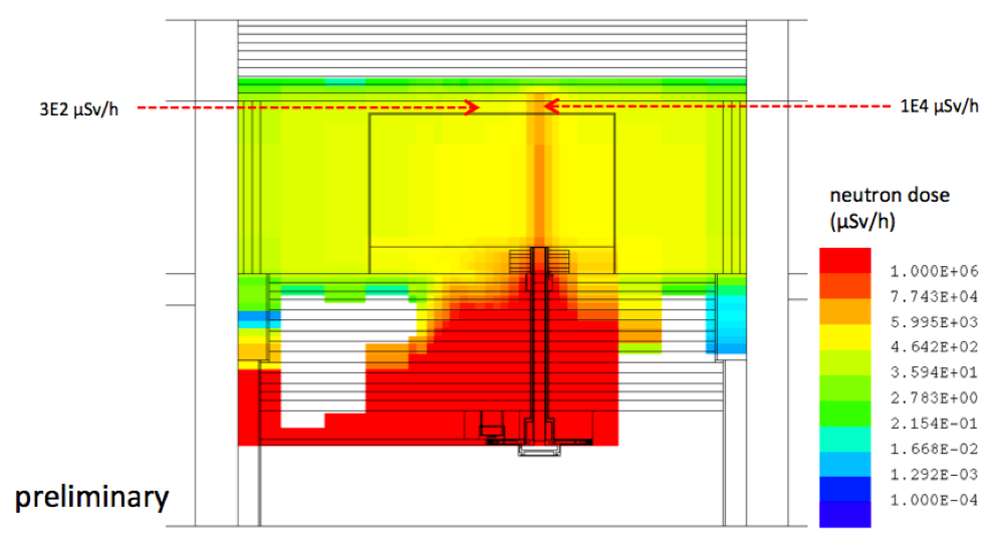 3E2 μSv/h
1E4 μSv/h
neutron dose
(μSv/h)
1.000E+06
7.743E+04
5.995E+03
4.642E+02
3.594E+01
2.783E+00
2.154E-01
1.668E-02
1.292E-03
1.000E-04
preliminary